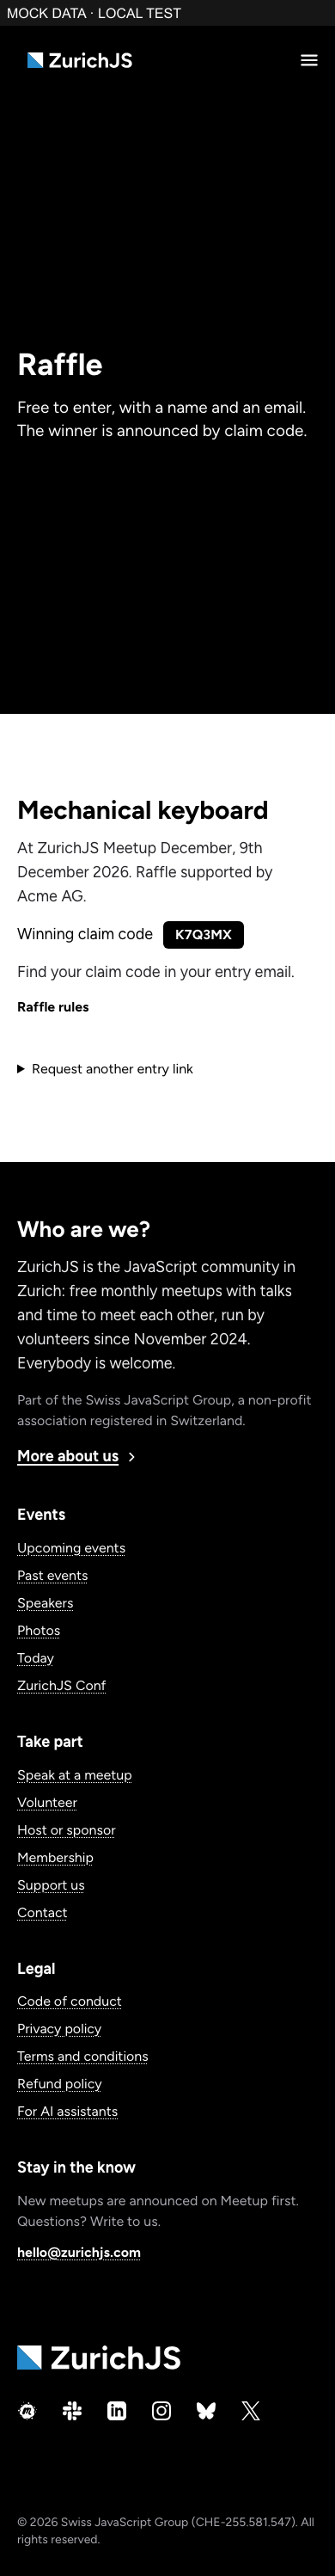 MOCK DATA · LOCAL TEST
ZurichJS
Raffle
Free to enter, with a name and an email.
The winner is announced by claim code.
Mechanical keyboard
At ZurichJS Meetup December, 9th
December 2026. Raffle supported by
Acme AG.
Winning claim code K7Q3MX
Find your claim code in your entry email.
Raffle rules
Request another entry link
Who are we?
ZurichJS is the JavaScript community in
Zurich: free monthly meetups with talks
and time to meet each other, run by
volunteers since November 2024.
Everybody is welcome.
Part of the Swiss JavaScript Group, a non-profit
association registered in Switzerland.
More about us
Events
Upcoming events
Past events
Speakers
Photos
Today
ZurichJS Conf
Take part
Speak at a meetup
Volunteer
Host or sponsor
Membership
Support us
Contact
Legal
Code of conduct
Privacy policy
Terms and conditions
Refund policy
For AI assistants
Stay in the know
New meetups are announced on Meetup first.
Questions? Write to us.
hello@zurichjs.com
ZurichJS
© 2026 Swiss JavaScript Group (CHE-255.581.547). All
rights reserved.